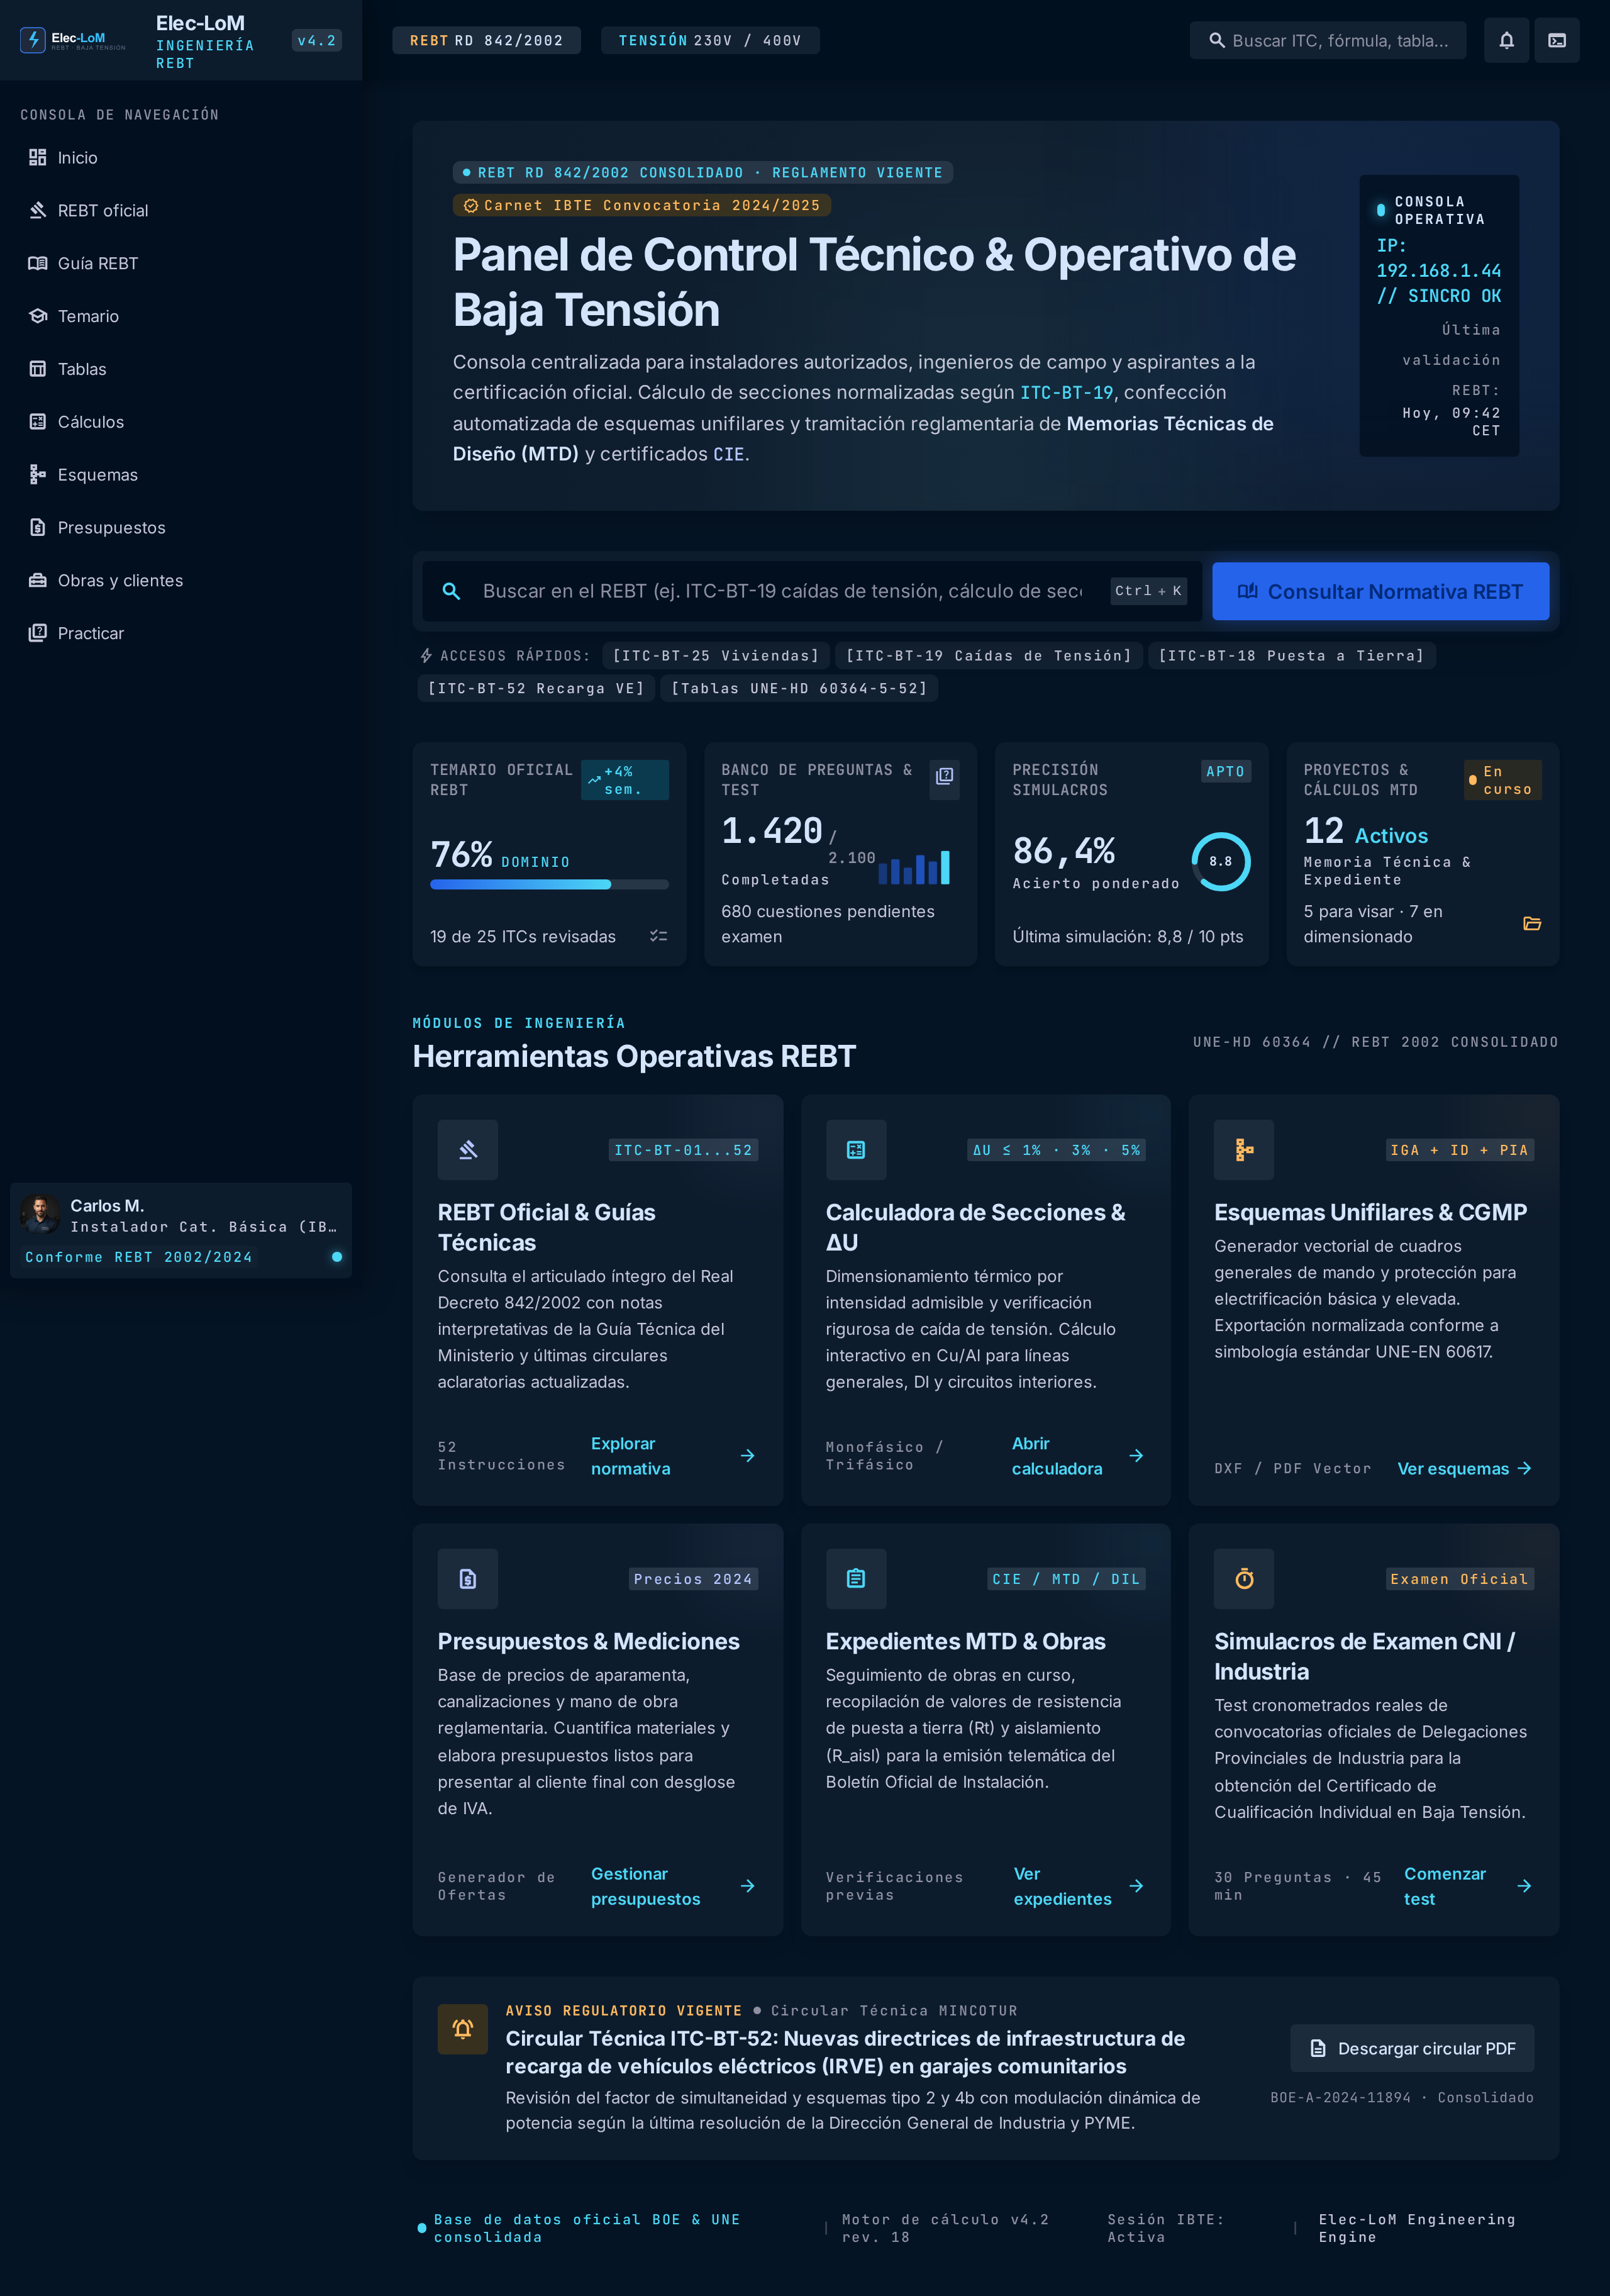 Elec-LoM
REBT · BAJA TENSIÓN
Elec-LoM
INGENIERÍA
REBT
v4.2
REBT RD 842/2002
TENSIÓN 230V / 400V
Buscar ITC, fórmula, tabla...
CONSOLA DE NAVEGACIÓN
Inicio
REBT oficial
Guía REBT
Temario
Tablas
Cálculos
Esquemas
Presupuestos
Obras y clientes
Practicar
Carlos M.
Instalador Cat. Básica (IB…
Conforme REBT 2002/2024
REBT RD 842/2002 CONSOLIDADO · REGLAMENTO VIGENTE
Carnet IBTE Convocatoria 2024/2025
Panel de Control Técnico & Operativo de
Baja Tensión
Consola centralizada para instaladores autorizados, ingenieros de campo y aspirantes a la
certificación oficial. Cálculo de secciones normalizadas según ITC-BT-19, confección
automatizada de esquemas unifilares y tramitación reglamentaria de Memorias Técnicas de
Diseño (MTD) y certificados CIE.
CONSOLA
OPERATIVA
IP:
192.168.1.44
// SINCRO OK
Última
validación
REBT:
Hoy, 09:42
CET
Buscar en el REBT (ej. ITC-BT-19 caídas de tensión, cálculo de secc
Ctrl + K
Consultar Normativa REBT
ACCESOS RÁPIDOS:
[ITC-BT-25 Viviendas]
[ITC-BT-19 Caídas de Tensión]
[ITC-BT-18 Puesta a Tierra]
[ITC-BT-52 Recarga VE]
[Tablas UNE-HD 60364-5-52]
TEMARIO OFICIAL
REBT
+4%
sem.
76% DOMINIO
19 de 25 ITCs revisadas
BANCO DE PREGUNTAS &
TEST
1.420 /
2.100
Completadas
680 cuestiones pendientes
examen
PRECISIÓN
SIMULACROS
APTO
86,4%
Acierto ponderado
8.8
Última simulación: 8,8 / 10 pts
PROYECTOS &
CÁLCULOS MTD
En
curso
12 Activos
Memoria Técnica &
Expediente
5 para visar · 7 en
dimensionado
MÓDULOS DE INGENIERÍA
Herramientas Operativas REBT
UNE-HD 60364 // REBT 2002 CONSOLIDADO
ITC-BT-01...52
REBT Oficial & Guías
Técnicas
Consulta el articulado íntegro del Real
Decreto 842/2002 con notas
interpretativas de la Guía Técnica del
Ministerio y últimas circulares
aclaratorias actualizadas.
52
Instrucciones
Explorar
normativa
ΔU ≤ 1% · 3% · 5%
Calculadora de Secciones &
ΔU
Dimensionamiento térmico por
intensidad admisible y verificación
rigurosa de caída de tensión. Cálculo
interactivo en Cu/Al para líneas
generales, DI y circuitos interiores.
Monofásico /
Trifásico
Abrir
calculadora
IGA + ID + PIA
Esquemas Unifilares & CGMP
Generador vectorial de cuadros
generales de mando y protección para
electrificación básica y elevada.
Exportación normalizada conforme a
simbología estándar UNE-EN 60617.
DXF / PDF Vector
Ver esquemas
Precios 2024
Presupuestos & Mediciones
Base de precios de aparamenta,
canalizaciones y mano de obra
reglamentaria. Cuantifica materiales y
elabora presupuestos listos para
presentar al cliente final con desglose
de IVA.
Generador de
Ofertas
Gestionar
presupuestos
CIE / MTD / DIL
Expedientes MTD & Obras
Seguimiento de obras en curso,
recopilación de valores de resistencia
de puesta a tierra (Rt) y aislamiento
(R_aisl) para la emisión telemática del
Boletín Oficial de Instalación.
Verificaciones
previas
Ver
expedientes
Examen Oficial
Simulacros de Examen CNI /
Industria
Test cronometrados reales de
convocatorias oficiales de Delegaciones
Provinciales de Industria para la
obtención del Certificado de
Cualificación Individual en Baja Tensión.
30 Preguntas · 45
min
Comenzar
test
AVISO REGULATORIO VIGENTE ● Circular Técnica MINCOTUR
Circular Técnica ITC-BT-52: Nuevas directrices de infraestructura de
recarga de vehículos eléctricos (IRVE) en garajes comunitarios
Revisión del factor de simultaneidad y esquemas tipo 2 y 4b con modulación dinámica de
potencia según la última resolución de la Dirección General de Industria y PYME.
Descargar circular PDF
BOE-A-2024-11894 · Consolidado
Base de datos oficial BOE & UNE
consolidada
|
Motor de cálculo v4.2
rev. 18
Sesión IBTE:
Activa
|
Elec-LoM Engineering
Engine